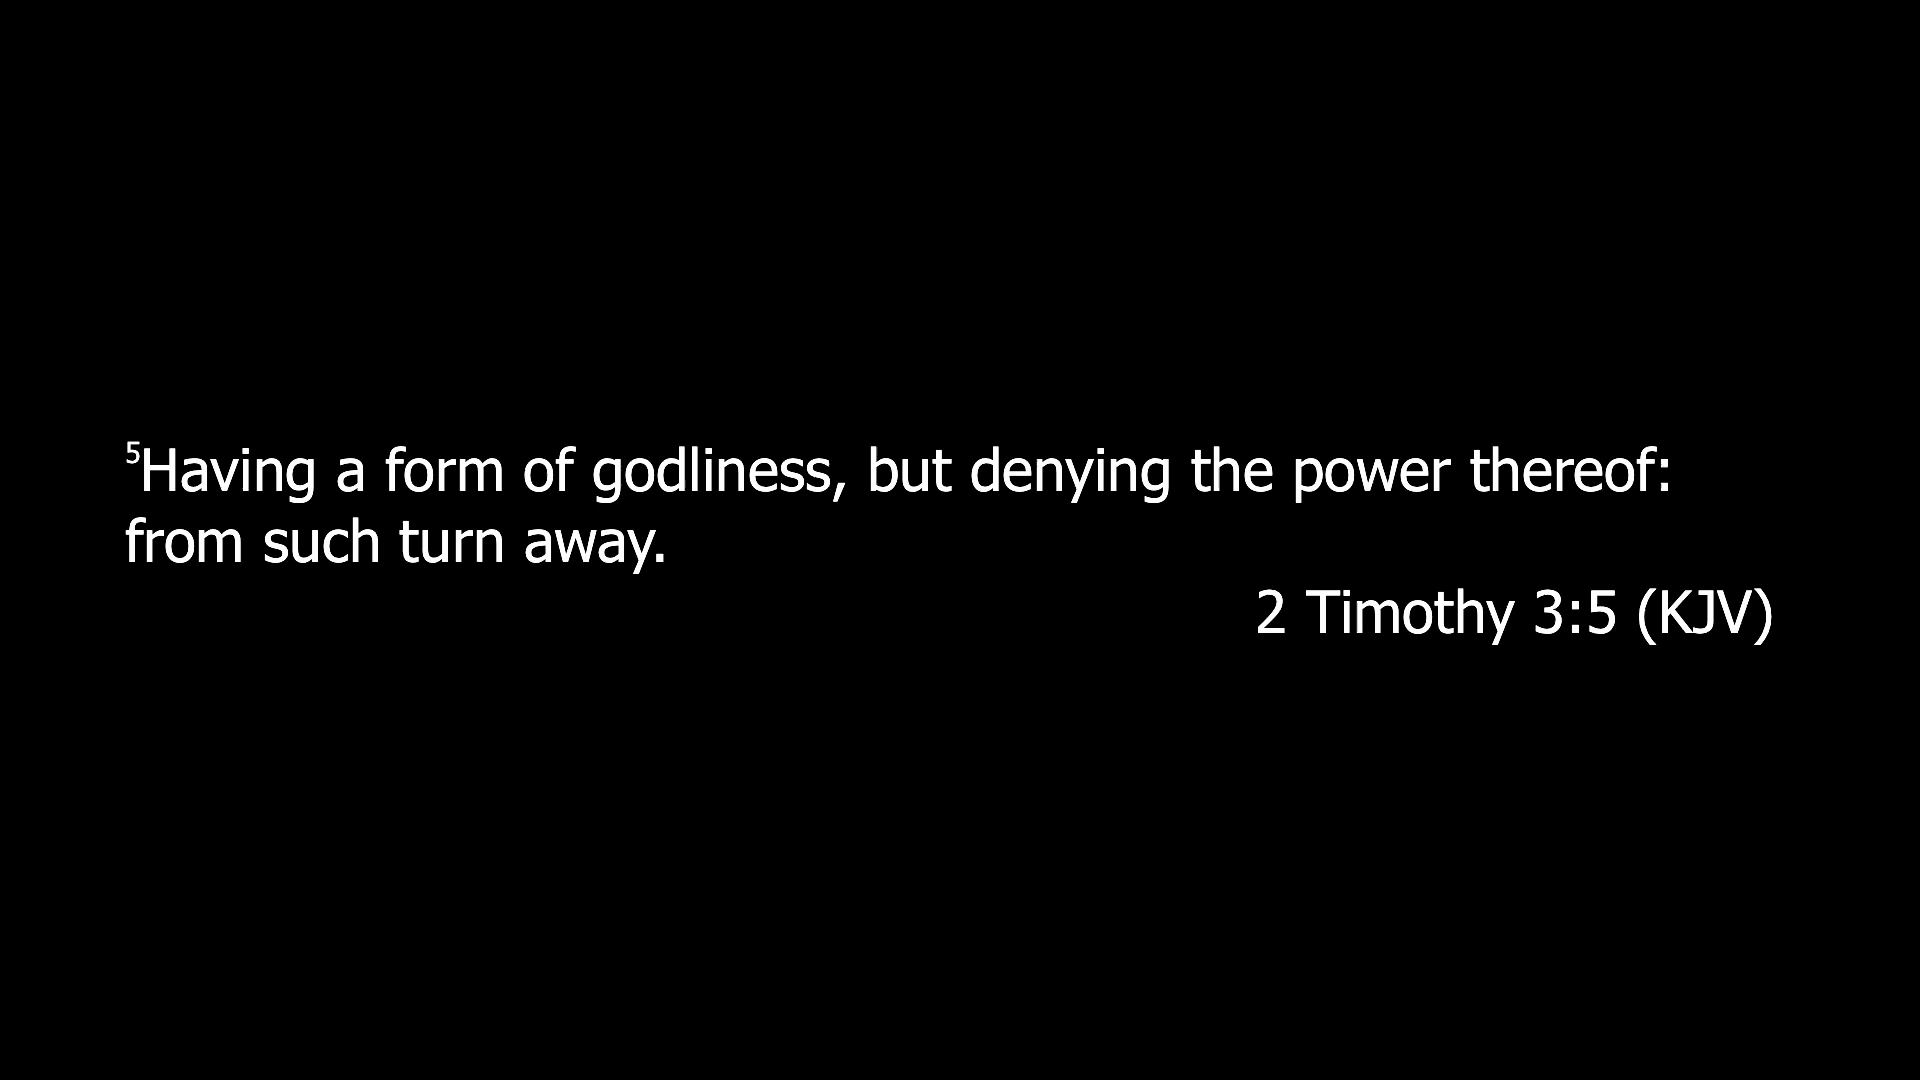 5Having a form of godliness, but denying the power thereof:
from such turn away.
2 Timothy 3:5 (KJV)